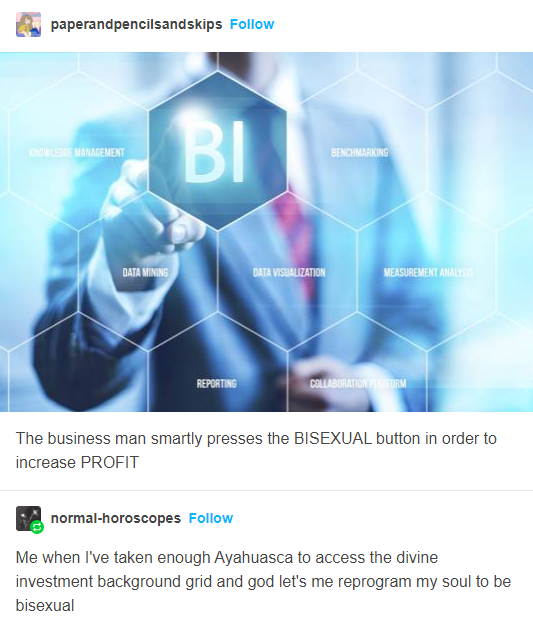 paperandpencilsandskips Follow
BI
KNOWLEDGE MANAGEMENT
BENCHMARKING
DATA MINING
DATA VISUALIZATION
MEASUREMENT ANALYSIS
REPORTING
COLLABORATION PLATFORM
The business man smartly presses the BISEXUAL button in order to
increase PROFIT
normal-horoscopes Follow
Me when I've taken enough Ayahuasca to access the divine
investment background grid and god let's me reprogram my soul to be
bisexual